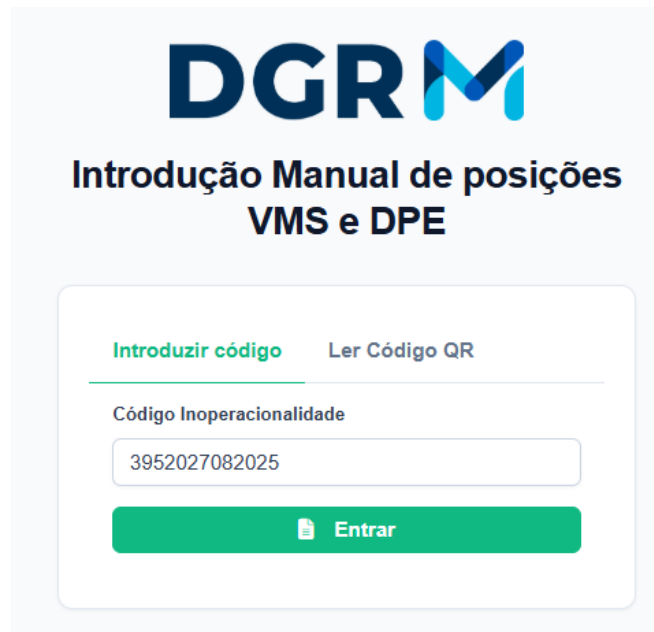 DGRM
Introdução Manual de posições
VMS e DPE
Introduzir código
Ler Código QR
Código Inoperacionalidade
3952027082025
Entrar